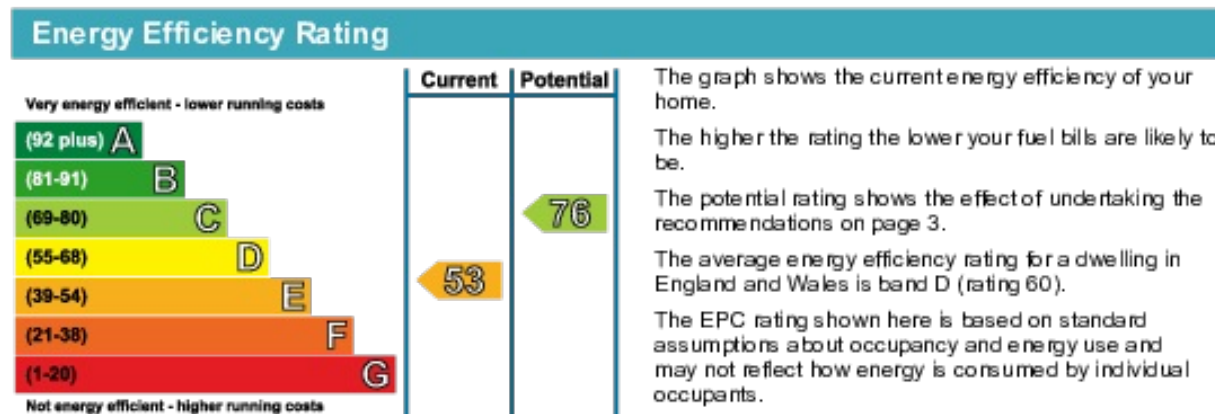 Energy Efficiency Rating
Current Potential
Very energy efficient - lower running costs
(92 plus) A
(81-91) B
(69-80) C
76
(55-68) D
(39-54) E
53
(21-38) F
(1-20) G
Not energy efficient - higher running costs
The graph shows the current energy efficiency of your
home.
The higher the rating the lower your fuel bills are likely to
be.
The potential rating shows the effect of undertaking the
recommendations on page 3.
The average energy efficiency rating for a dwelling in
England and Wales is band D (rating 60).
The EPC rating shown here is based on standard
assumptions about occupancy and energy use and
may not reflect how energy is consumed by individual
occupants.